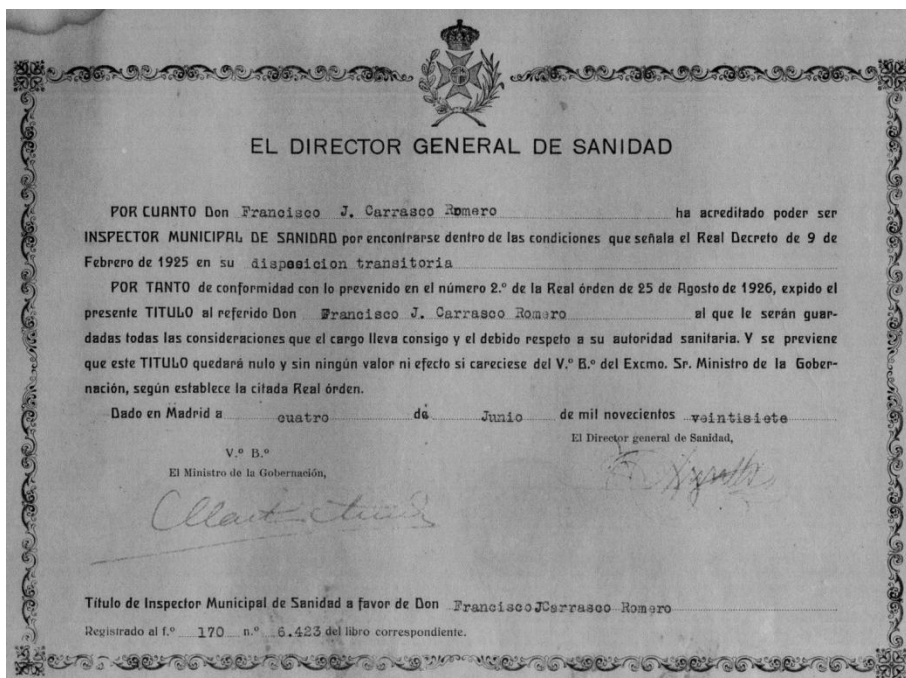 EL DIRECTOR GENERAL DE SANIDAD
POR CUANTO Don Francisco J. Carrasco Romero ha acreditado poder ser
INSPECTOR MUNICIPAL DE SANIDAD por encontrarse dentro de las condiciones que señala el Real Decreto de 9 de
Febrero de 1925 en su disposicion transitoria
POR TANTO de conformidad con lo prevenido en el número 2.º de la Real órden de 25 de Agosto de 1926, expido el
presente TITULO al referido Don Francisco J. Carrasco Romero al que le serán guar-
dadas todas las consideraciones que el cargo lleva consigo y el debido respeto a su autoridad sanitaria. Y se previene
que este TITULO quedará nulo y sin ningún valor ni efecto si careciese del V.º B.º del Excmo. Sr. Ministro de la Gober-
nación, según establece la citada Real órden.
Dado en Madrid a cuatro de Junio de mil novecientos veintisiete
El Director general de Sanidad,
V.º B.º
El Ministro de la Gobernación,
Título de Inspector Municipal de Sanidad a favor de Don FranciscoJCarrasco Romero
Registrado al f.º 170 n.º 6.423 del libro correspondiente.